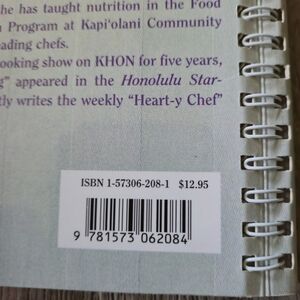 he has taught nutrition in the Food
Program at Kapi‘olani Community
eading chefs.
ooking show on KHON for five years,
g” appeared in the Honolulu Star-
tly writes the weekly “Heart-y Chef”
ISBN 1-57306-208-1 $12.95
9 781573 062084